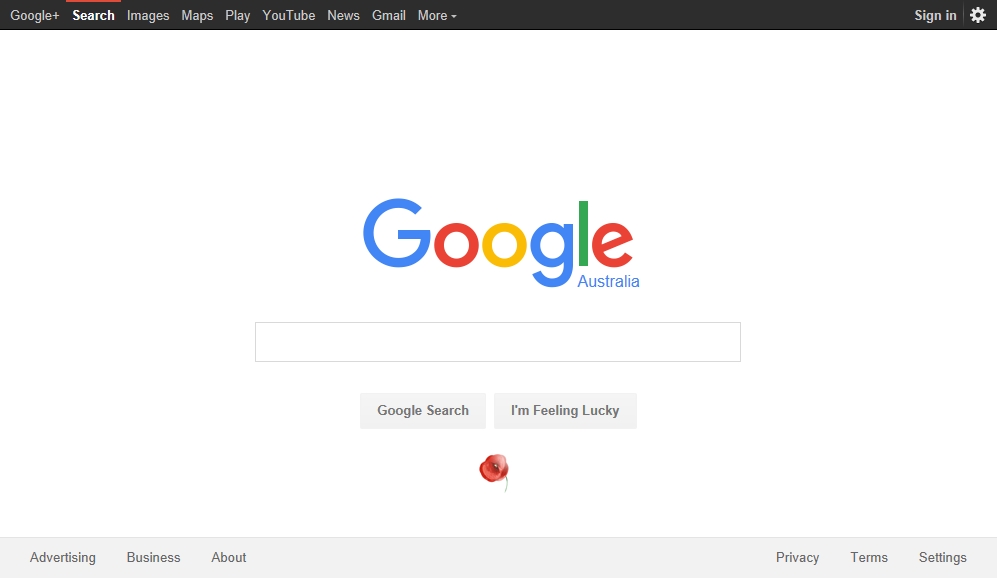 Google+ Search Images Maps Play YouTube News Gmail More Sign in
Google
Australia
Google Search I'm Feeling Lucky
Advertising Business About Privacy Terms Settings